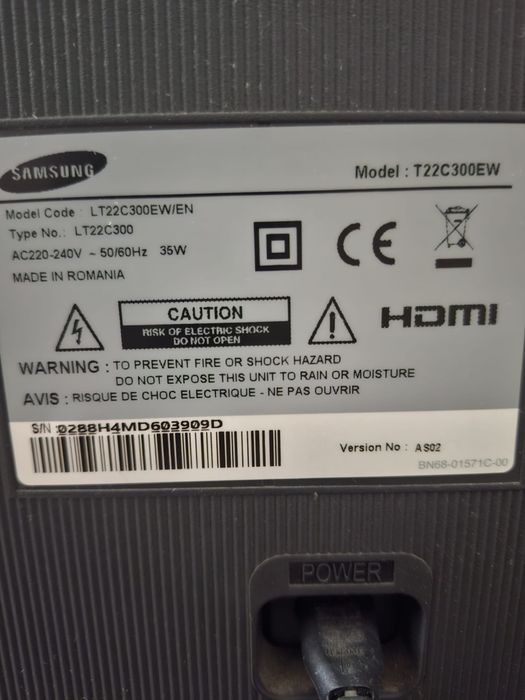 SAMSUNG
Model : T22C300EW
Model Code : LT22C300EW/EN
Type No.: LT22C300
AC220-240V ~ 50/60Hz 35W
MADE IN ROMANIA
CE
CAUTION
RISK OF ELECTRIC SHOCK
DO NOT OPEN
HDMI
WARNING : TO PREVENT FIRE OR SHOCK HAZARD
DO NOT EXPOSE THIS UNIT TO RAIN OR MOISTURE
AVIS : RISQUE DE CHOC ELECTRIQUE - NE PAS OUVRIR
S/N :0288H4MD603909D
Version No : AS02
BN68-01571C-00
POWER